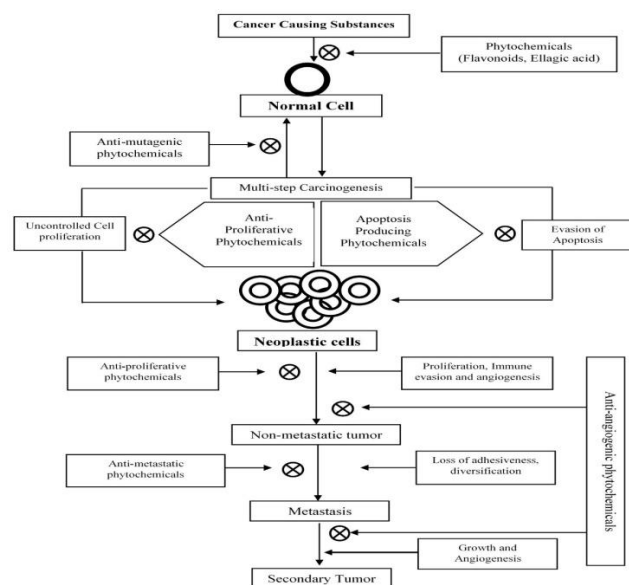 Cancer Causing Substances
Phytochemicals
(Flavonoids, Ellagic acid)
Normal Cell
Anti-mutagenic
phytochemicals
Multi-step Carcinogenesis
Uncontrolled Cell
proliferation
Anti-
Proliferative
Phytochemicals
Apoptosis
Producing
Phytochemicals
Evasion of
Apoptosis
Neoplastic cells
Anti-proliferative
phytochemicals
Proliferation, Immune
evasion and angiogenesis
Non-metastatic tumor
Anti-metastatic
phytochemicals
Loss of adhesiveness,
diversification
Anti-angiogenic phytochemicals
Metastasis
Growth and
Angiogenesis
Secondary Tumor